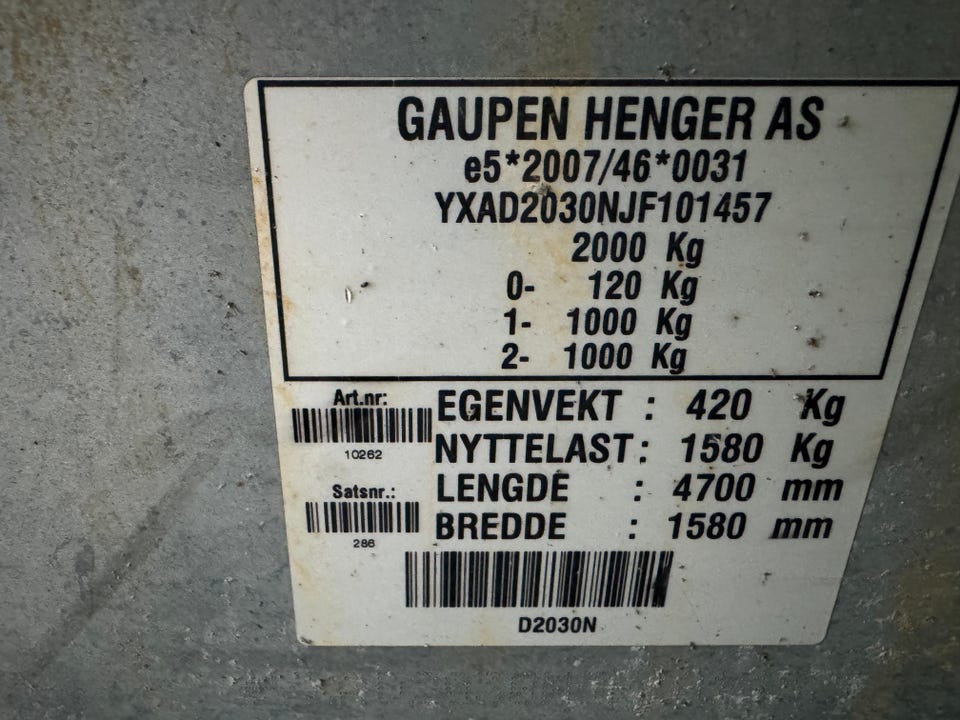 GAUPEN HENGER AS
e5*2007/46*0031
YXAD2030NJF101457
2000 Kg
0- 120 Kg
1- 1000 Kg
2- 1000 Kg
Art.nr:
10262
Satsnr.:
286
EGENVEKT : 420 Kg
NYTTELAST : 1580 Kg
LENGDE : 4700 mm
BREDDE : 1580 mm
D2030N